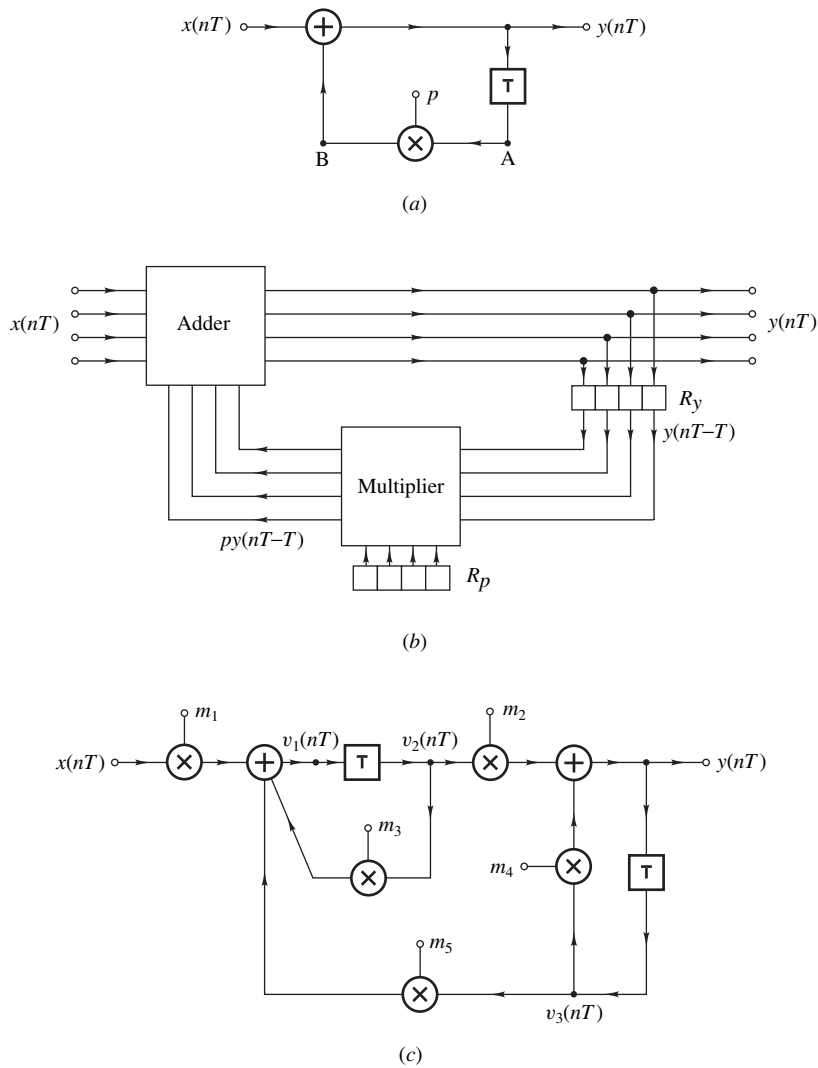 x(nT) + y(nT)
T
p
×
B A
(a)
x(nT) Adder y(nT)
R_y
y(nT–T)
Multiplier
py(nT–T)
R_p
(b)
m_1 m_2
x(nT) × + v_1(nT) T v_2(nT) × + y(nT)
m_3
× m_4 × T
m_5
× v_3(nT)
(c)